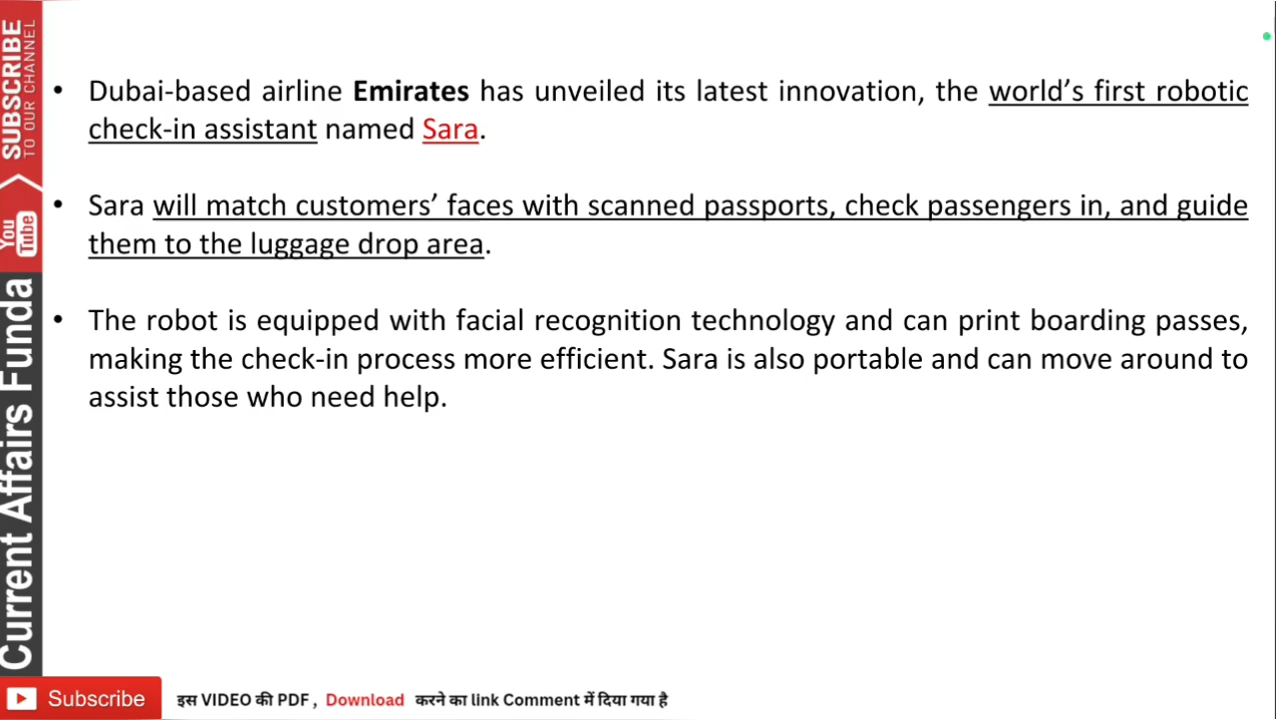 • Dubai-based airline Emirates has unveiled its latest innovation, the world’s first robotic
check-in assistant named Sara.
• Sara will match customers’ faces with scanned passports, check passengers in, and guide
them to the luggage drop area.
• The robot is equipped with facial recognition technology and can print boarding passes,
making the check-in process more efficient. Sara is also portable and can move around to
assist those who need help.
SUBSCRIBE
TO OUR CHANNEL
You
Tube
Current Affairs Funda
Subscribe
इस VIDEO की PDF , Download करने का link Comment में दिया गया है